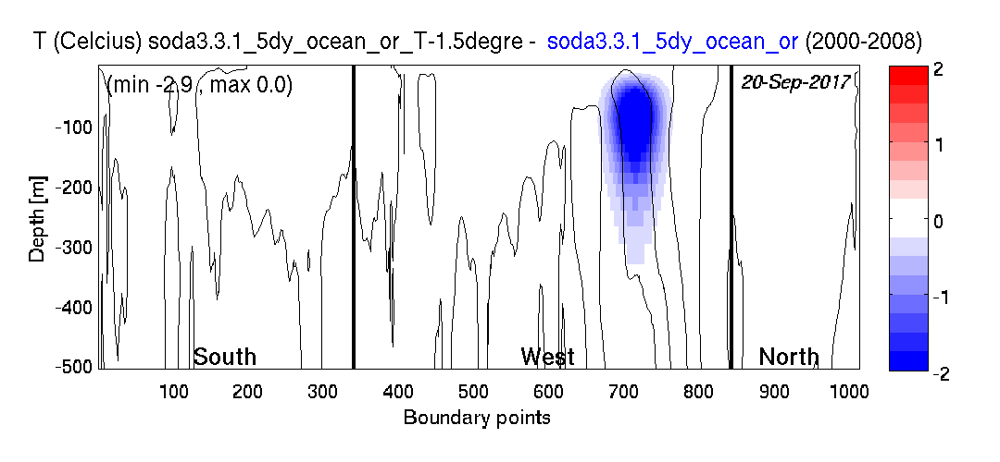 T (Celcius) soda3.3.1_5dy_ocean_or_T-1.5degre - soda3.3.1_5dy_ocean_or (2000-2008)
(min -2.9 , max 0.0)
20-Sep-2017
Depth [m]
-100
-200
-300
-400
-500
South
West
North
100 200 300 400 500 600 700 800 900 1000
Boundary points
2
1
0
-1
-2